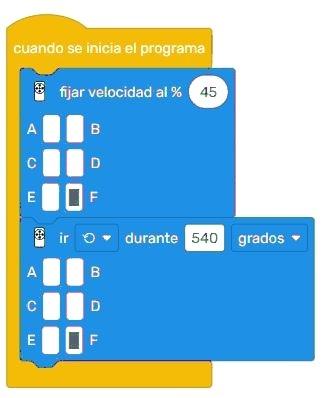 cuando se inicia el programa
fijar velocidad al % 45
A B
C D
E F
ir durante 540 grados
A B
C D
E F